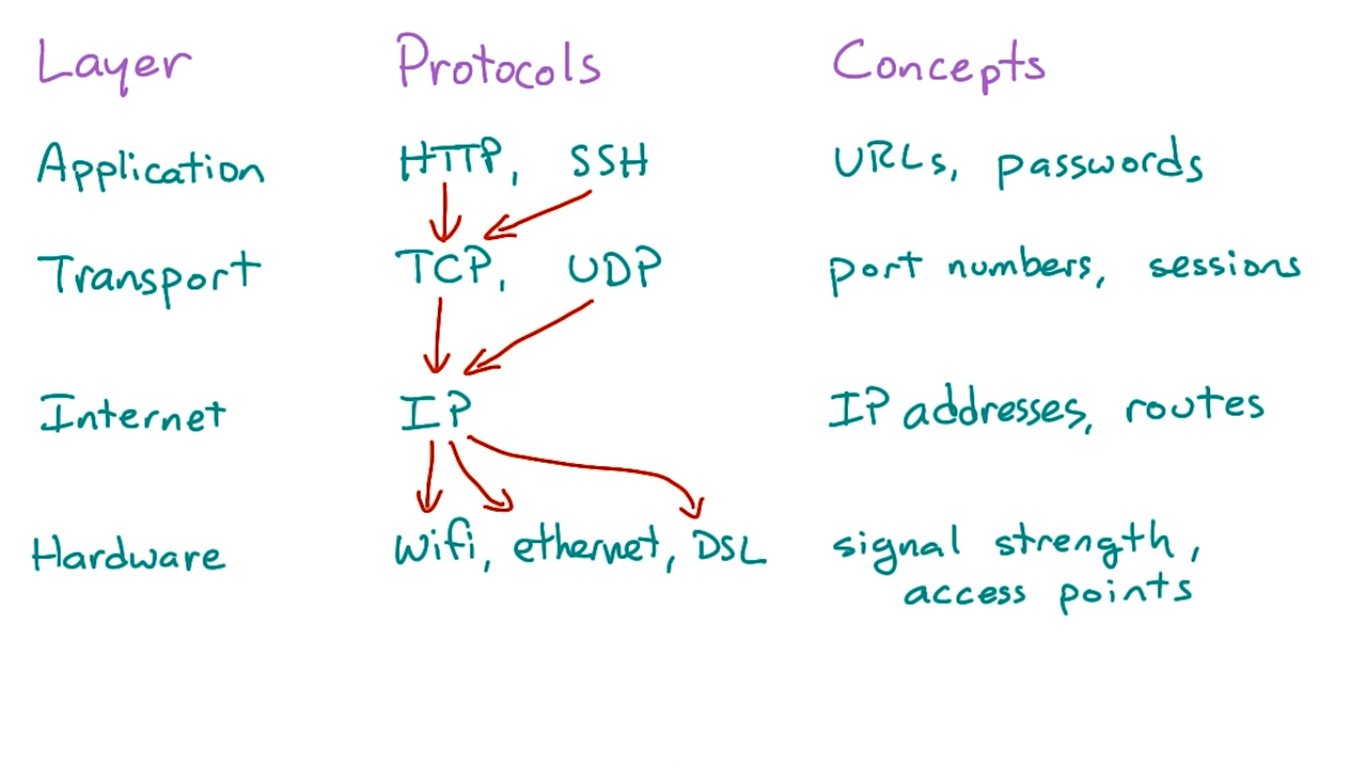 Layer Protocols Concepts
Application HTTP, SSH URLs, passwords
Transport TCP, UDP port numbers, sessions
Internet IP IP addresses, routes
Hardware Wifi, ethernet, DSL signal strength,
access points